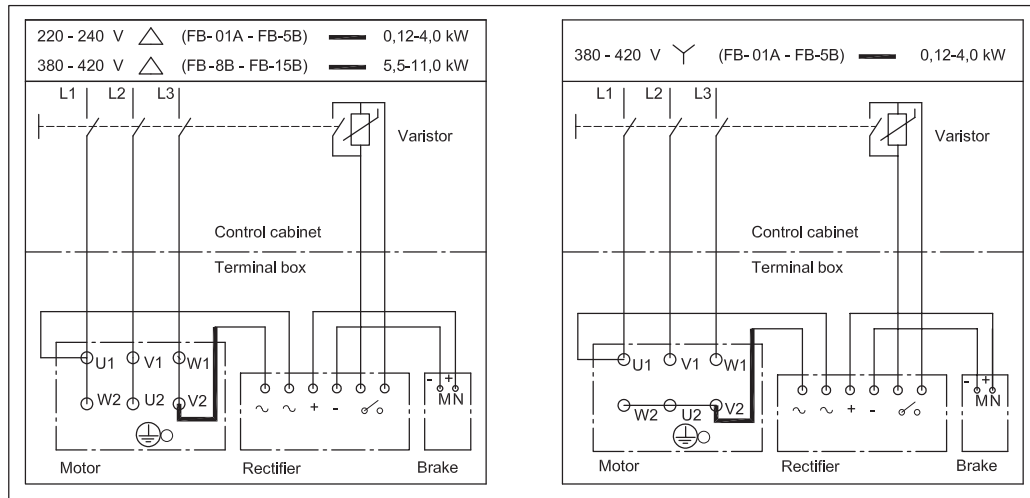 220 - 240 V (FB- 01A - FB-5B) 0,12-4,0 kW
380 - 420 V (FB-8B - FB-15B) 5,5-11,0 kW
L1 L2 L3
Varistor
Control cabinet
Terminal box
U1 V1 W1
W2 U2 V2
~ ~ + -
- +
M N
Motor Rectifier Brake
380 - 420 V (FB-01A - FB-5B) 0,12-4,0 kW
L1 L2 L3
Varistor
Control cabinet
Terminal box
U1 V1 W1
W2 U2 V2
~ ~ + -
- +
M N
Motor Rectifier Brake